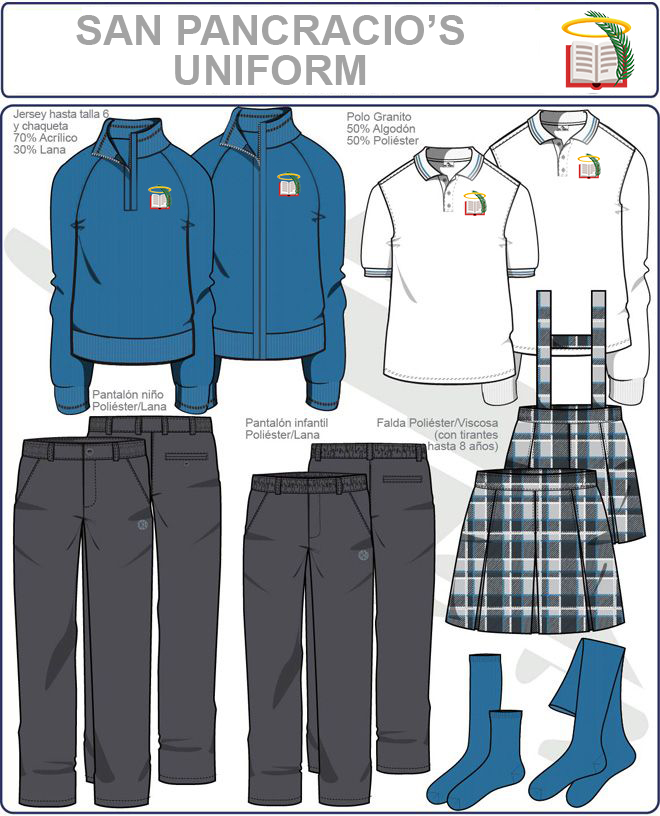 SAN PANCRACIO’S
UNIFORM
Jersey hasta talla 6
y chaqueta
70% Acrílico
30% Lana
Polo Granito
50% Algodón
50% Poliéster
Pantalón niño
Poliéster/Lana
Pantalón infantil
Poliéster/Lana
Falda Poliéster/Viscosa
(con tirantes
hasta 8 años)